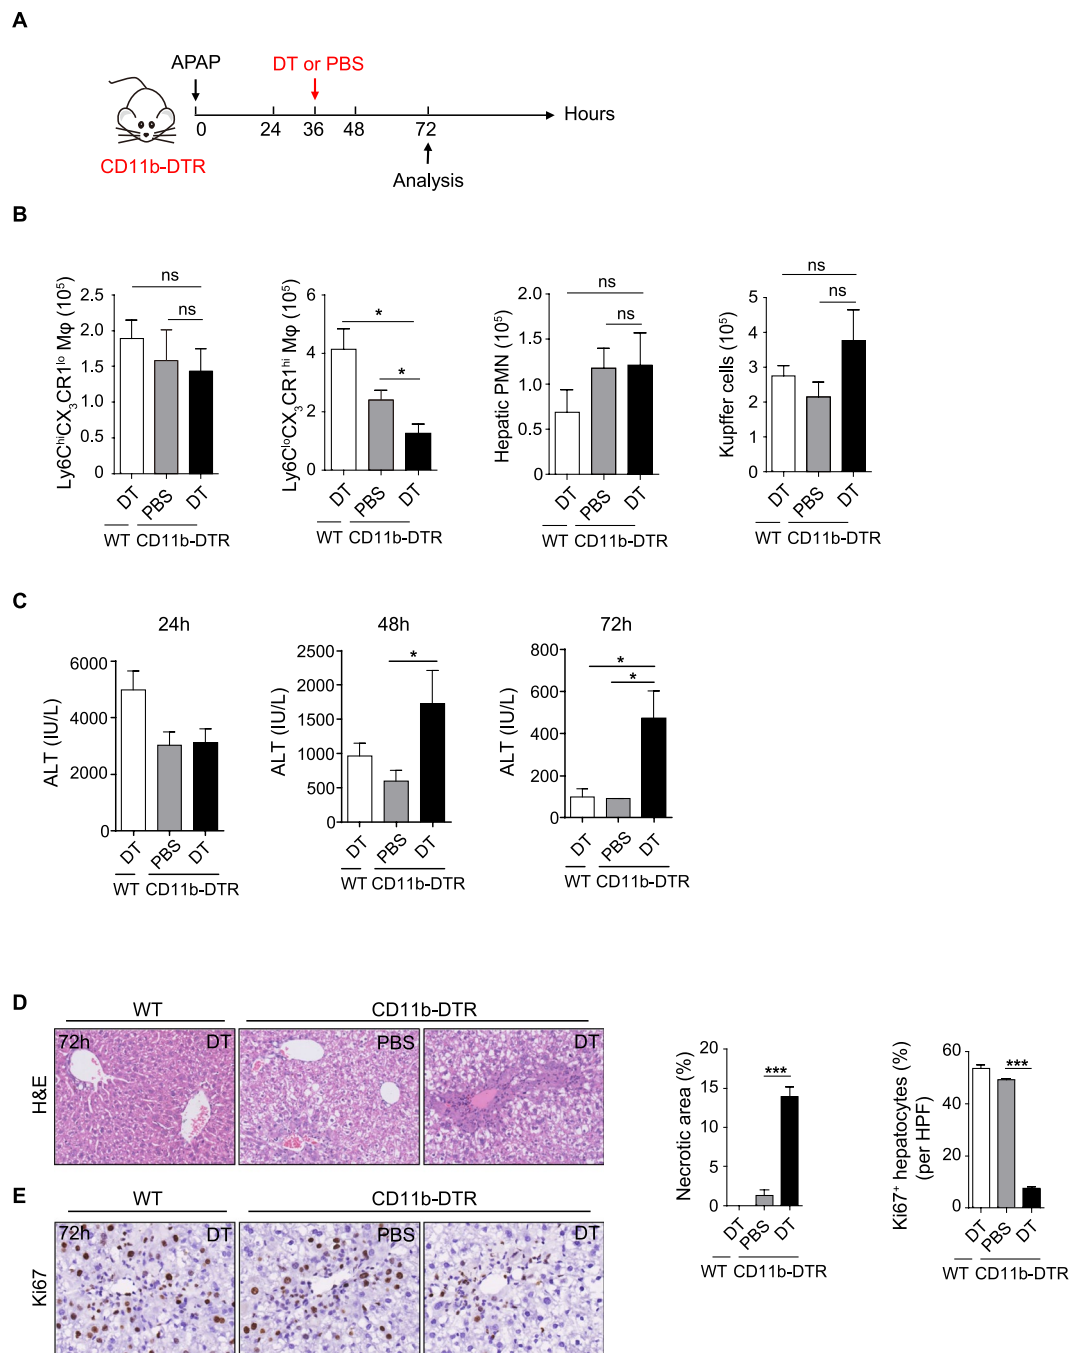 A
APAP
DT or PBS
Hours
0 24 36 48 72
CD11b-DTR
Analysis
B
Ly6C^hiCX3CR1^lo Mφ (10^5)
2.5
2.0
1.5
1.0
0.5
0
ns
ns
DT PBS DT
WT CD11b-DTR
Ly6C^loCX3CR1^hi Mφ (10^5)
6
4
2
0
*
*
DT PBS DT
WT CD11b-DTR
Hepatic PMN (10^5)
2.0
1.5
1.0
0.5
0
ns
ns
DT PBS DT
WT CD11b-DTR
Kupffer cells (10^5)
5
4
3
2
1
0
ns
ns
DT PBS DT
WT CD11b-DTR
C
24h
ALT (IU/L)
6000
4000
2000
0
DT PBS DT
WT CD11b-DTR
48h
ALT (IU/L)
2500
2000
1500
1000
500
0
*
DT PBS DT
WT CD11b-DTR
72h
ALT (IU/L)
800
600
400
200
0
*
*
DT PBS DT
WT CD11b-DTR
D
WT CD11b-DTR
H&E
72h DT PBS DT
Necrotic area (%)
20
15
10
5
0
***
DT PBS DT
WT CD11b-DTR
Ki67+ hepatocytes (%)
(per HPF)
60
40
20
0
***
DT PBS DT
WT CD11b-DTR
E
WT CD11b-DTR
Ki67
72h DT PBS DT